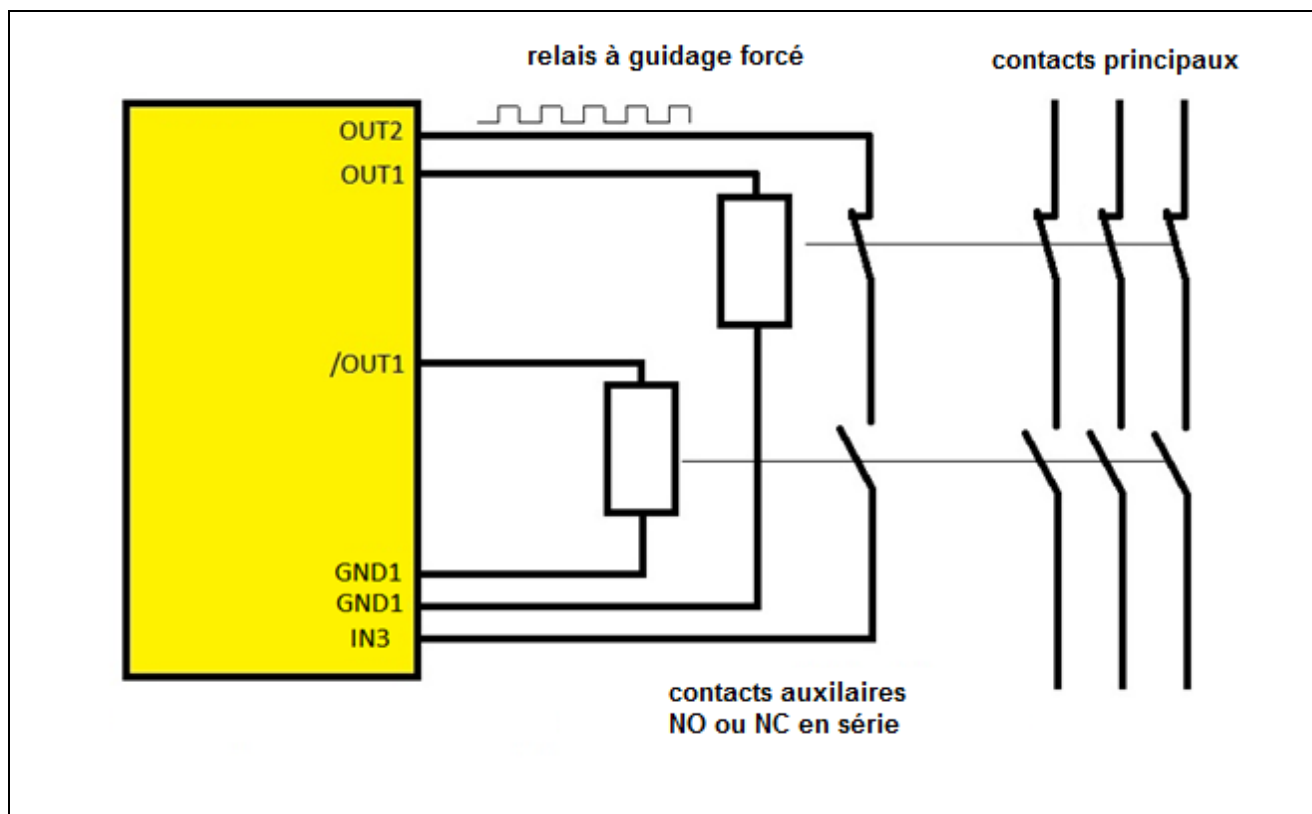 relais à guidage forcé
contacts principaux
OUT2
OUT1
/OUT1
GND1
GND1
IN3
contacts auxilaires
NO ou NC en série